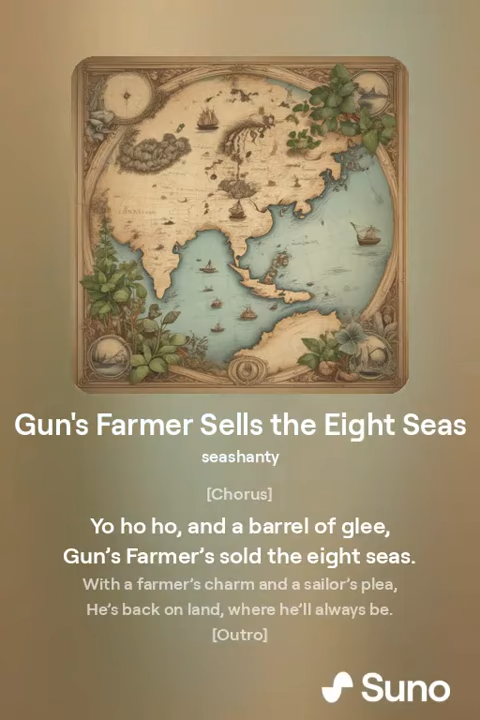 Gun's Farmer Sells the Eight Seas
seashanty
[Chorus]
Yo ho ho, and a barrel of glee,
Gun’s Farmer’s sold the eight seas.
With a farmer’s charm and a sailor’s plea,
He’s back on land, where he’ll always be.
[Outro]
Suno